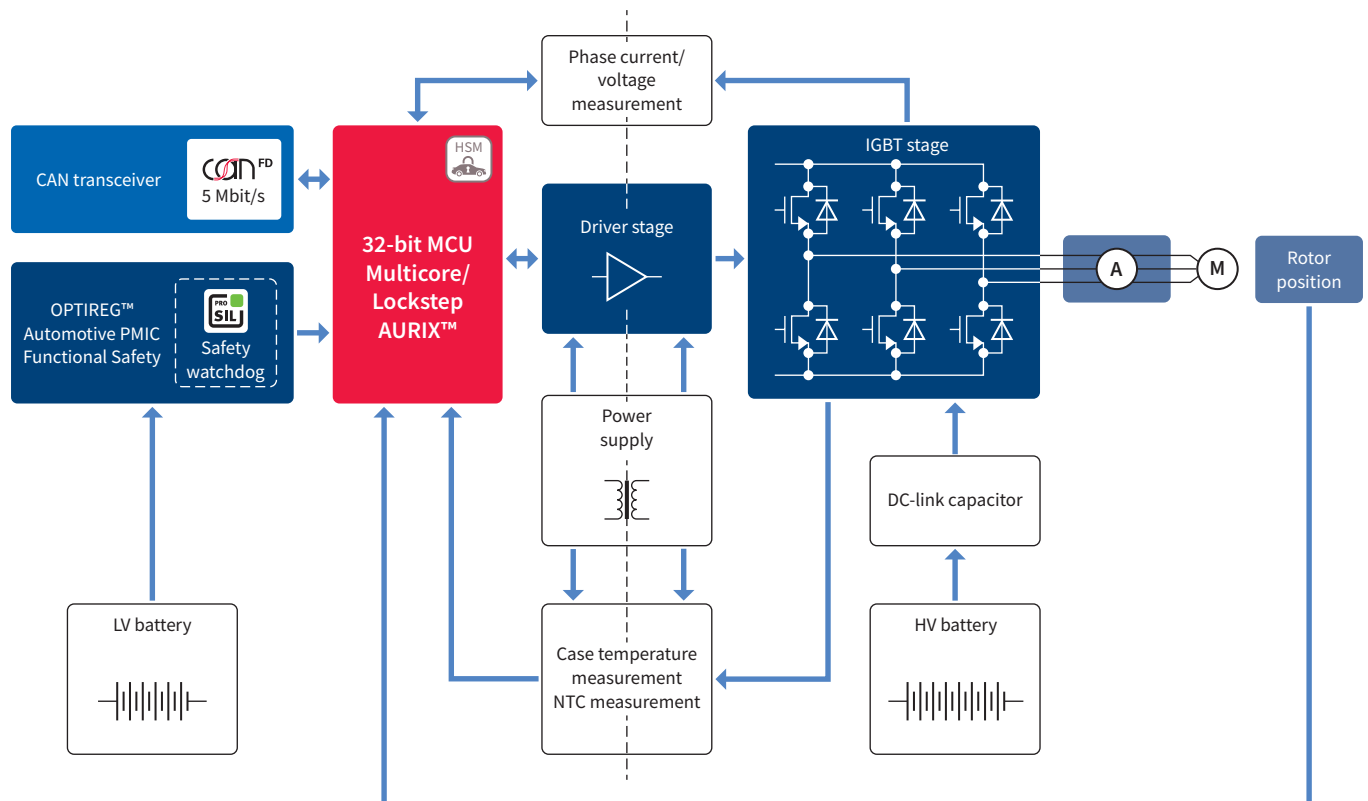 Phase current/
voltage
measurement
CAN transceiver
CAN FD
5 Mbit/s
HSM
32-bit MCU
Multicore/
Lockstep
AURIX™
Driver stage
IGBT stage
A
M
Rotor
position
OPTIREG™
Automotive PMIC
Functional Safety
PRO
SIL
Safety
watchdog
Power
supply
DC-link capacitor
LV battery
Case temperature
measurement
NTC measurement
HV battery